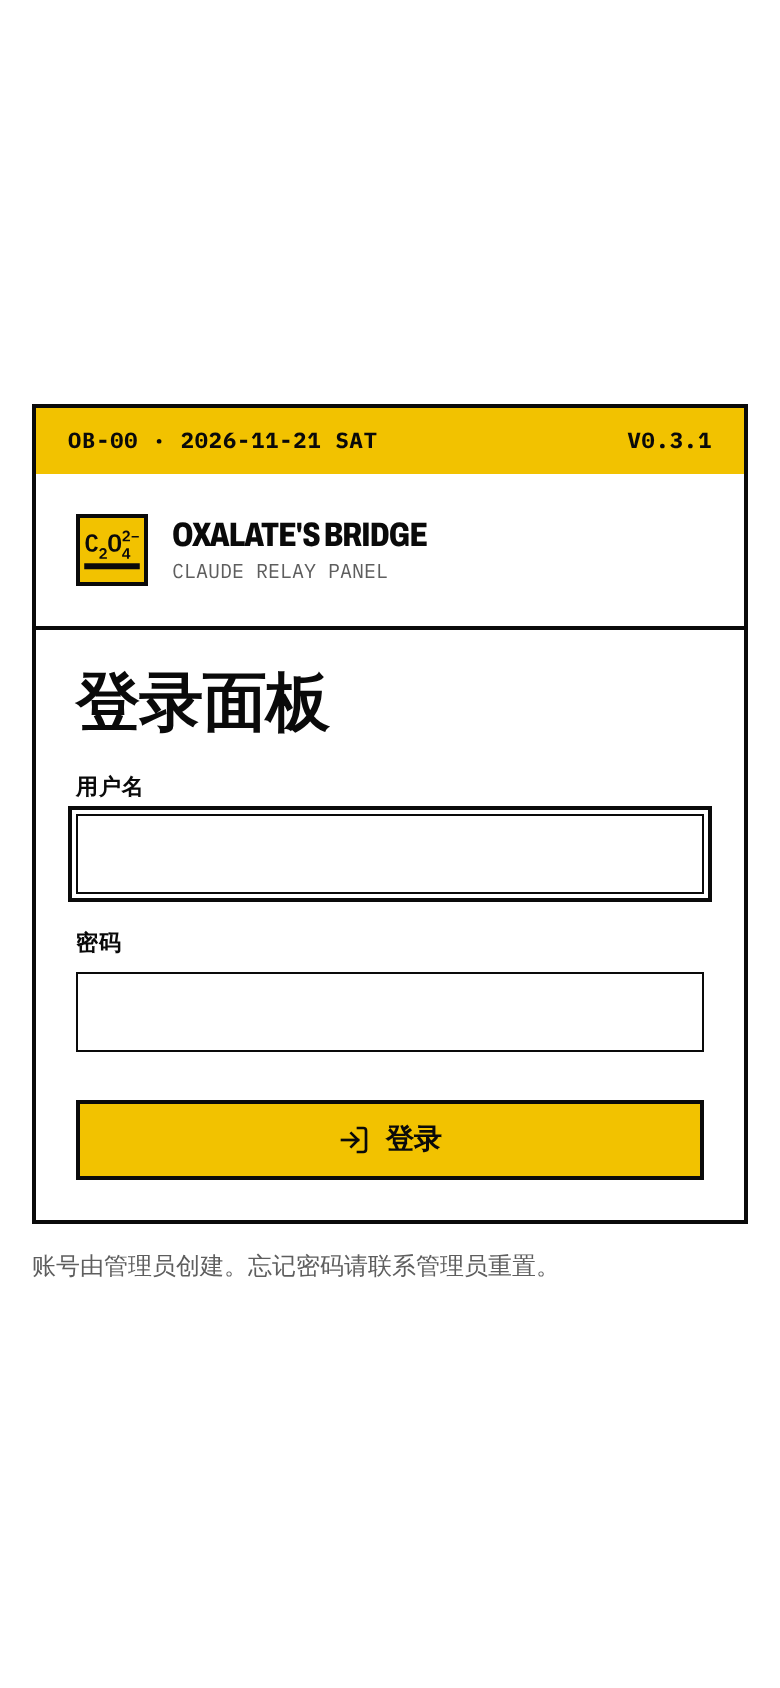 OB-00 · 2026-11-21 SAT V0.3.1
C₂O₄²⁻
OXALATE'S BRIDGE
CLAUDE RELAY PANEL
登录面板
用户名
密码
登录
账号由管理员创建。忘记密码请联系管理员重置。